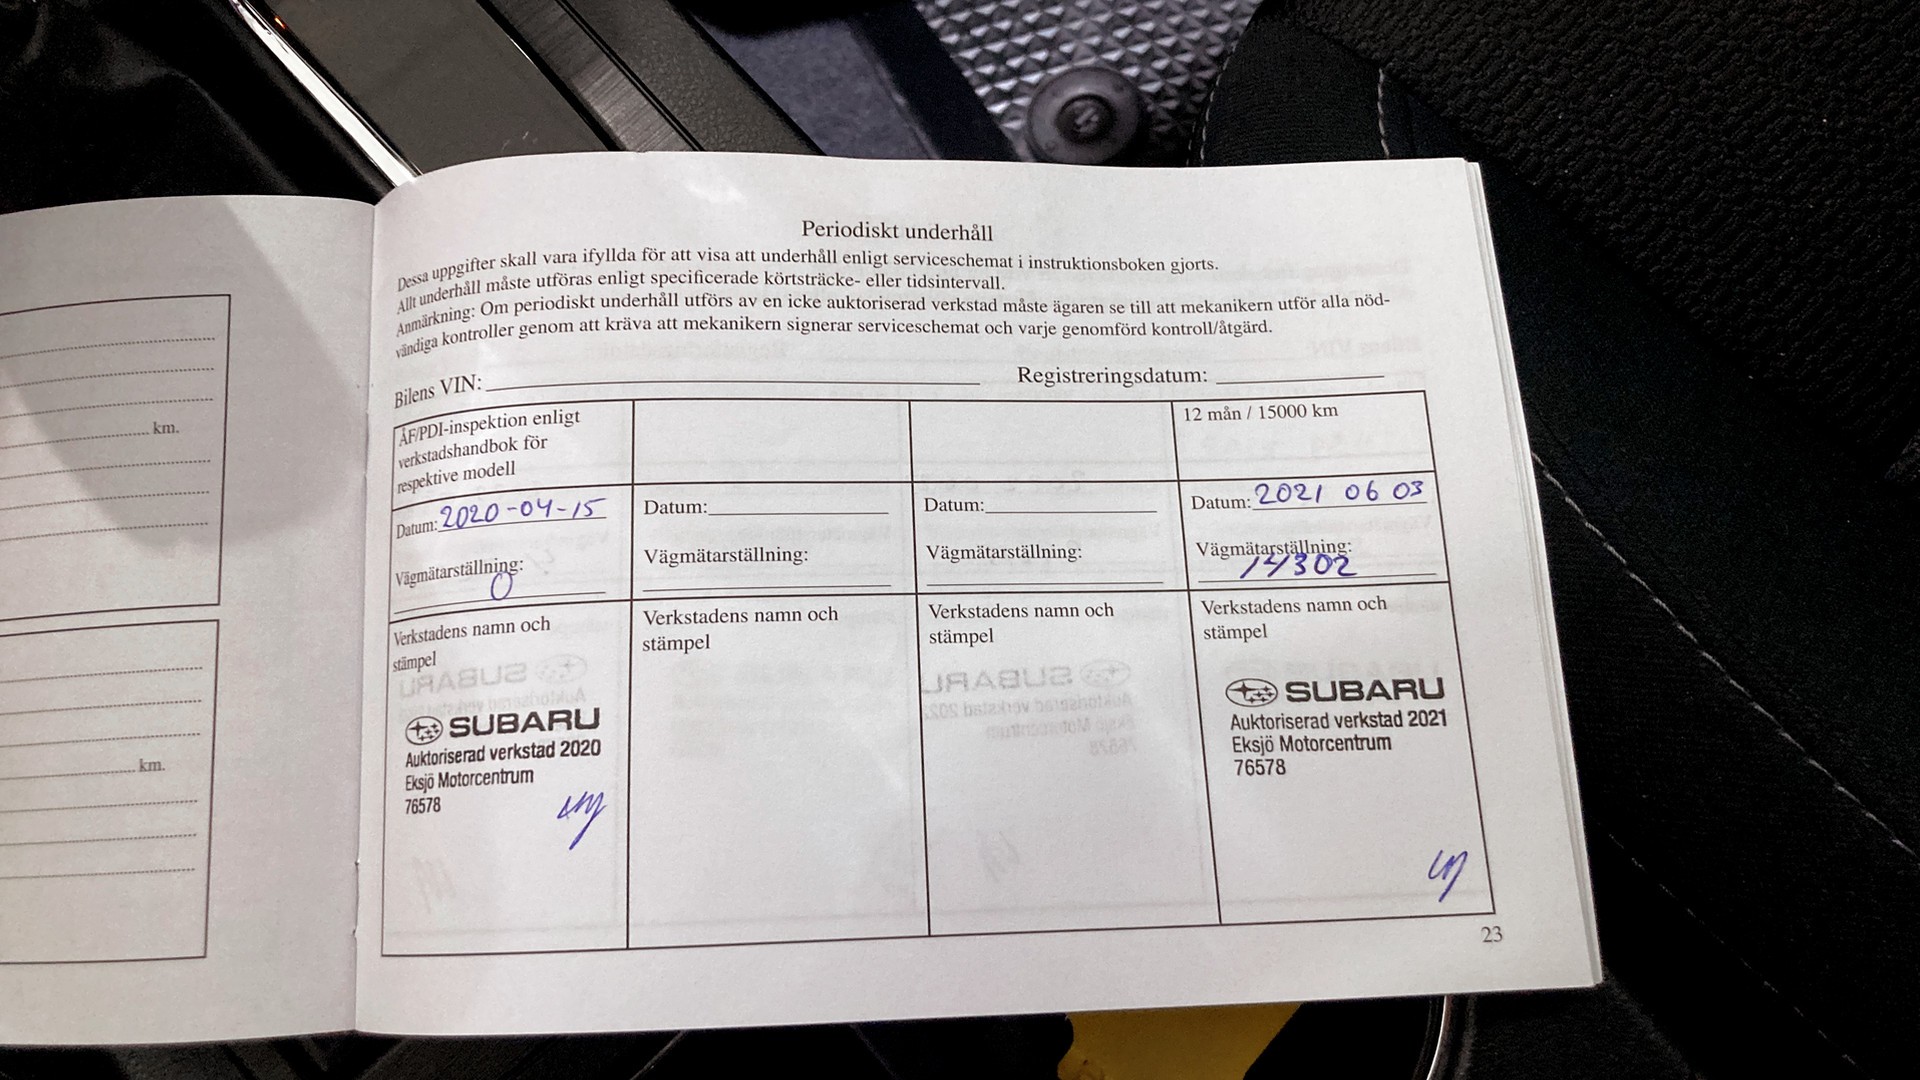 Periodiskt underhåll
Dessa uppgifter skall vara ifyllda för att visa att underhåll enligt serviceschemat i instruktionsboken gjorts.
Allt underhåll måste utföras enligt specificerade körtsträcke- eller tidsintervall.
Anmärkning: Om periodiskt underhåll utförs av en icke auktoriserad verkstad måste ägaren se till att mekanikern utför alla nöd-
vändiga kontroller genom att kräva att mekanikern signerar serviceschemat och varje genomförd kontroll/åtgärd.
Bilens VIN:
Registreringsdatum:
ÅF/PDI-inspektion enligt
verkstadshandbok för
respektive modell
Datum: 2020-04-15
Vägmätarställning:
0
Verkstadens namn och
stämpel
SUBARU
Auktoriserad verkstad 2020
Eksjö Motorcentrum
76578
Datum:
Vägmätarställning:
Verkstadens namn och
stämpel
Datum:
Vägmätarställning:
Verkstadens namn och
stämpel
12 mån / 15000 km
Datum: 2021 06 03
Vägmätarställning:
14302
Verkstadens namn och
stämpel
SUBARU
Auktoriserad verkstad 2021
Eksjö Motorcentrum
76578
23
km.
km.